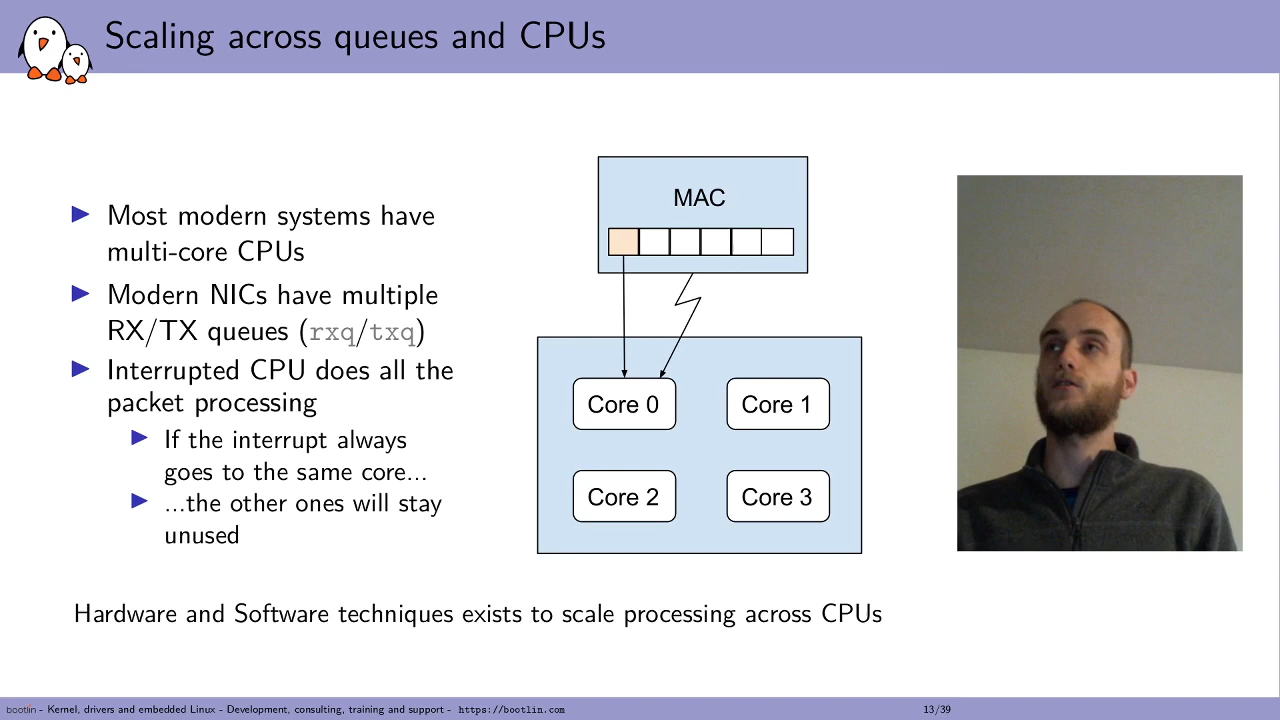 Scaling across queues and CPUs
Most modern systems have
multi-core CPUs
Modern NICs have multiple
RX/TX queues (rxq/txq)
Interrupted CPU does all the
packet processing
If the interrupt always
goes to the same core...
...the other ones will stay
unused
MAC
Core 0
Core 1
Core 2
Core 3
Hardware and Software techniques exists to scale processing across CPUs
bootlin - Kernel, drivers and embedded Linux - Development, consulting, training and support - https://bootlin.com
13/39